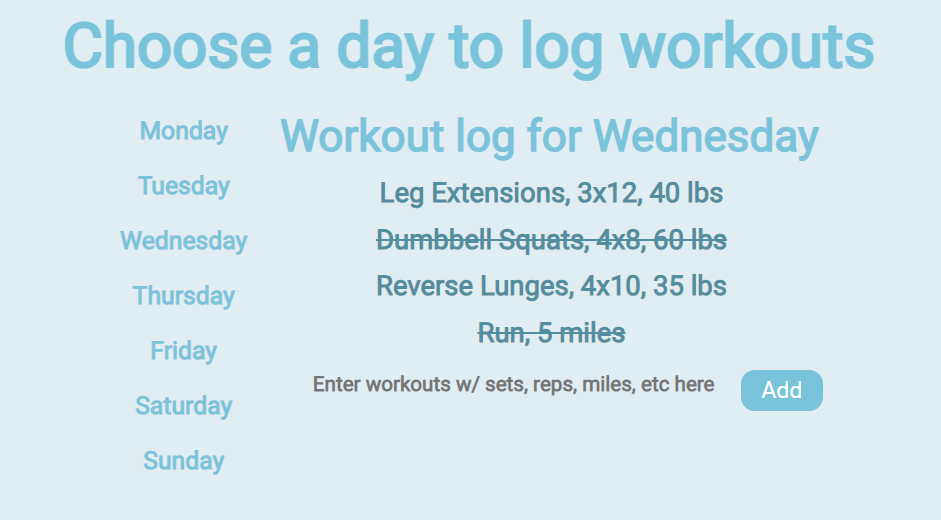 Choose a day to log workouts
Monday
Tuesday
Wednesday
Thursday
Friday
Saturday
Sunday
Workout log for Wednesday
Leg Extensions, 3x12, 40 lbs
Dumbbell Squats, 4x8, 60 lbs
Reverse Lunges, 4x10, 35 lbs
Run, 5 miles
Enter workouts w/ sets, reps, miles, etc here
Add